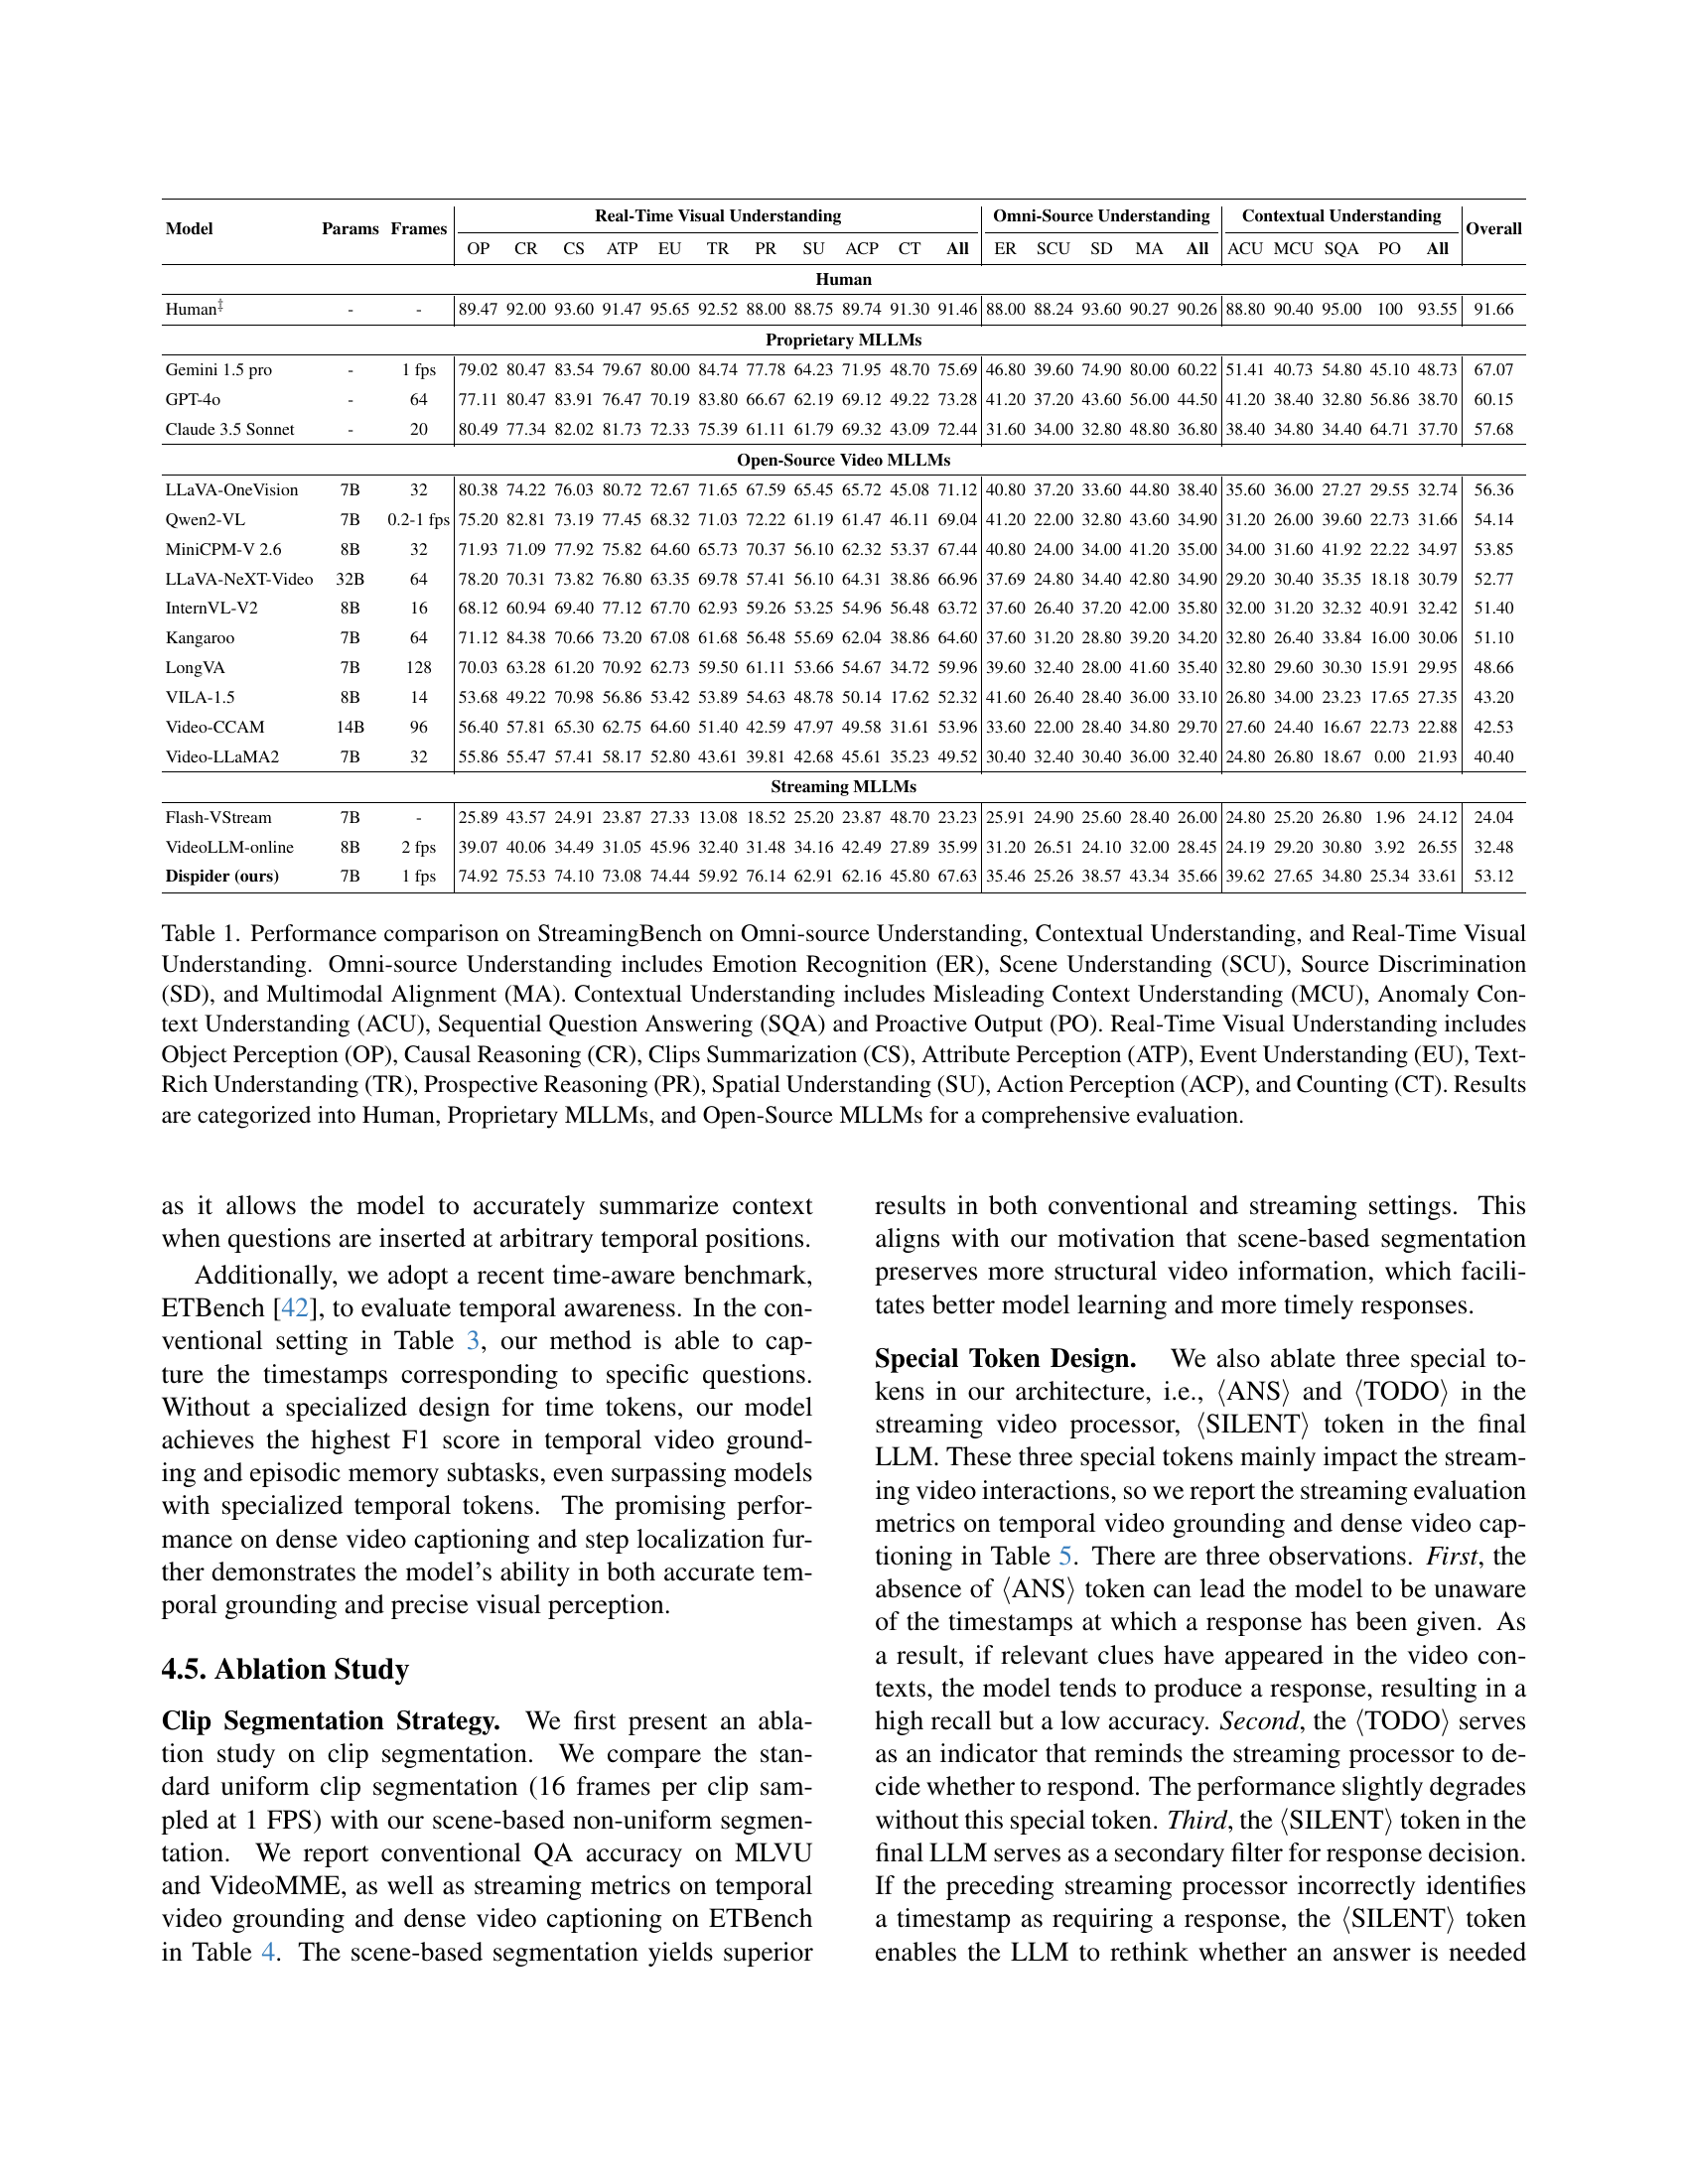 Model Params Frames Real-Time Visual Understanding Omni-Source Understanding Contextual Understanding Overall
OP CR CS ATP EU TR PR SU ACP CT All ER SCU SD MA All ACU MCU SQA PO All
Human
Human‡ - - 89.47 92.00 93.60 91.47 95.65 92.52 88.00 88.75 89.74 91.30 91.46 88.00 88.24 93.60 90.27 90.26 88.80 90.40 95.00 100 93.55 91.66
Proprietary MLLMs
Gemini 1.5 pro - 1 fps 79.02 80.47 83.54 79.67 80.00 84.74 77.78 64.23 71.95 48.70 75.69 46.80 39.60 74.90 80.00 60.22 51.41 40.73 54.80 45.10 48.73 67.07
GPT-4o - 64 77.11 80.47 83.91 76.47 70.19 83.80 66.67 62.19 69.12 49.22 73.28 41.20 37.20 43.60 56.00 44.50 41.20 38.40 32.80 56.86 38.70 60.15
Claude 3.5 Sonnet - 20 80.49 77.34 82.02 81.73 72.33 75.39 61.11 61.79 69.32 43.09 72.44 31.60 34.00 32.80 48.80 36.80 38.40 34.80 34.40 64.71 37.70 57.68
Open-Source Video MLLMs
LLaVA-OneVision 7B 32 80.38 74.22 76.03 80.72 72.67 71.65 67.59 65.45 65.72 45.08 71.12 40.80 37.20 33.60 44.80 38.40 35.60 36.00 27.27 29.55 32.74 56.36
Qwen2-VL 7B 0.2-1 fps 75.20 82.81 73.19 77.45 68.32 71.03 72.22 61.19 61.47 46.11 69.04 41.20 22.00 32.80 43.60 34.90 31.20 26.00 39.60 22.73 31.66 54.14
MiniCPM-V 2.6 8B 32 71.93 71.09 77.92 75.82 64.60 65.73 70.37 56.10 62.32 53.37 67.44 40.80 24.00 34.00 41.20 35.00 34.00 31.60 41.92 22.22 34.97 53.85
LLaVA-NeXT-Video 32B 64 78.20 70.31 73.82 76.80 63.35 69.78 57.41 56.10 64.31 38.86 66.96 37.69 24.80 34.40 42.80 34.90 29.20 30.40 35.35 18.18 30.79 52.77
InternVL-V2 8B 16 68.12 60.94 69.40 77.12 67.70 62.93 59.26 53.25 54.96 56.48 63.72 37.60 26.40 37.20 42.00 35.80 32.00 31.20 32.32 40.91 32.42 51.40
Kangaroo 7B 64 71.12 84.38 70.66 73.20 67.08 61.68 56.48 55.69 62.04 38.86 64.60 37.60 31.20 28.80 39.20 34.20 32.80 26.40 33.84 16.00 30.06 51.10
LongVA 7B 128 70.03 63.28 61.20 70.92 62.73 59.50 61.11 53.66 54.67 34.72 59.96 39.60 32.40 28.00 41.60 35.40 32.80 29.60 30.30 15.91 29.95 48.66
VILA-1.5 8B 14 53.68 49.22 70.98 56.86 53.42 53.89 54.63 48.78 50.14 17.62 52.32 41.60 26.40 28.40 36.00 33.10 26.80 34.00 23.23 17.65 27.35 43.20
Video-CCAM 14B 96 56.40 57.81 65.30 62.75 64.60 51.40 42.59 47.97 49.58 31.61 53.96 33.60 22.00 28.40 34.80 29.70 27.60 24.40 16.67 22.73 22.88 42.53
Video-LLaMA2 7B 32 55.86 55.47 57.41 58.17 52.80 43.61 39.81 42.68 45.61 35.23 49.52 30.40 32.40 30.40 36.00 32.40 24.80 26.80 18.67 0.00 21.93 40.40
Streaming MLLMs
Flash-VStream 7B - 25.89 43.57 24.91 23.87 27.33 13.08 18.52 25.20 23.87 48.70 23.23 25.91 24.90 25.60 28.40 26.00 24.80 25.20 26.80 1.96 24.12 24.04
VideoLLM-online 8B 2 fps 39.07 40.06 34.49 31.05 45.96 32.40 31.48 34.16 42.49 27.89 35.99 31.20 26.51 24.10 32.00 28.45 24.19 29.20 30.80 3.92 26.55 32.48
Dispider (ours) 7B 1 fps 74.92 75.53 74.10 73.08 74.44 59.92 76.14 62.91 62.16 45.80 67.63 35.46 25.26 38.57 43.34 35.66 39.62 27.65 34.80 25.34 33.61 53.12
Table 1. Performance comparison on StreamingBench on Omni-source Understanding, Contextual Understanding, and Real-Time Visual
Understanding. Omni-source Understanding includes Emotion Recognition (ER), Scene Understanding (SCU), Source Discrimination
(SD), and Multimodal Alignment (MA). Contextual Understanding includes Misleading Context Understanding (MCU), Anomaly Con-
text Understanding (ACU), Sequential Question Answering (SQA) and Proactive Output (PO). Real-Time Visual Understanding includes
Object Perception (OP), Causal Reasoning (CR), Clips Summarization (CS), Attribute Perception (ATP), Event Understanding (EU), Text-
Rich Understanding (TR), Prospective Reasoning (PR), Spatial Understanding (SU), Action Perception (ACP), and Counting (CT). Results
are categorized into Human, Proprietary MLLMs, and Open-Source MLLMs for a comprehensive evaluation.
as it allows the model to accurately summarize context
when questions are inserted at arbitrary temporal positions.
Additionally, we adopt a recent time-aware benchmark,
ETBench [42], to evaluate temporal awareness. In the con-
ventional setting in Table 3, our method is able to cap-
ture the timestamps corresponding to specific questions.
Without a specialized design for time tokens, our model
achieves the highest F1 score in temporal video ground-
ing and episodic memory subtasks, even surpassing models
with specialized temporal tokens. The promising perfor-
mance on dense video captioning and step localization fur-
ther demonstrates the model's ability in both accurate tem-
poral grounding and precise visual perception.
4.5. Ablation Study
Clip Segmentation Strategy. We first present an abla-
tion study on clip segmentation. We compare the stan-
dard uniform clip segmentation (16 frames per clip sam-
pled at 1 FPS) with our scene-based non-uniform segmen-
tation. We report conventional QA accuracy on MLVU
and VideoMME, as well as streaming metrics on temporal
video grounding and dense video captioning on ETBench
in Table 4. The scene-based segmentation yields superior
results in both conventional and streaming settings. This
aligns with our motivation that scene-based segmentation
preserves more structural video information, which facili-
tates better model learning and more timely responses.
Special Token Design. We also ablate three special to-
kens in our architecture, i.e., ⟨ANS⟩ and ⟨TODO⟩ in the
streaming video processor, ⟨SILENT⟩ token in the final
LLM. These three special tokens mainly impact the stream-
ing video interactions, so we report the streaming evaluation
metrics on temporal video grounding and dense video cap-
tioning in Table 5. There are three observations. First, the
absence of ⟨ANS⟩ token can lead the model to be unaware
of the timestamps at which a response has been given. As
a result, if relevant clues have appeared in the video con-
texts, the model tends to produce a response, resulting in a
high recall but a low accuracy. Second, the ⟨TODO⟩ serves
as an indicator that reminds the streaming processor to de-
cide whether to respond. The performance slightly degrades
without this special token. Third, the ⟨SILENT⟩ token in the
final LLM serves as a secondary filter for response decision.
If the preceding streaming processor incorrectly identifies
a timestamp as requiring a response, the ⟨SILENT⟩ token
enables the LLM to rethink whether an answer is needed